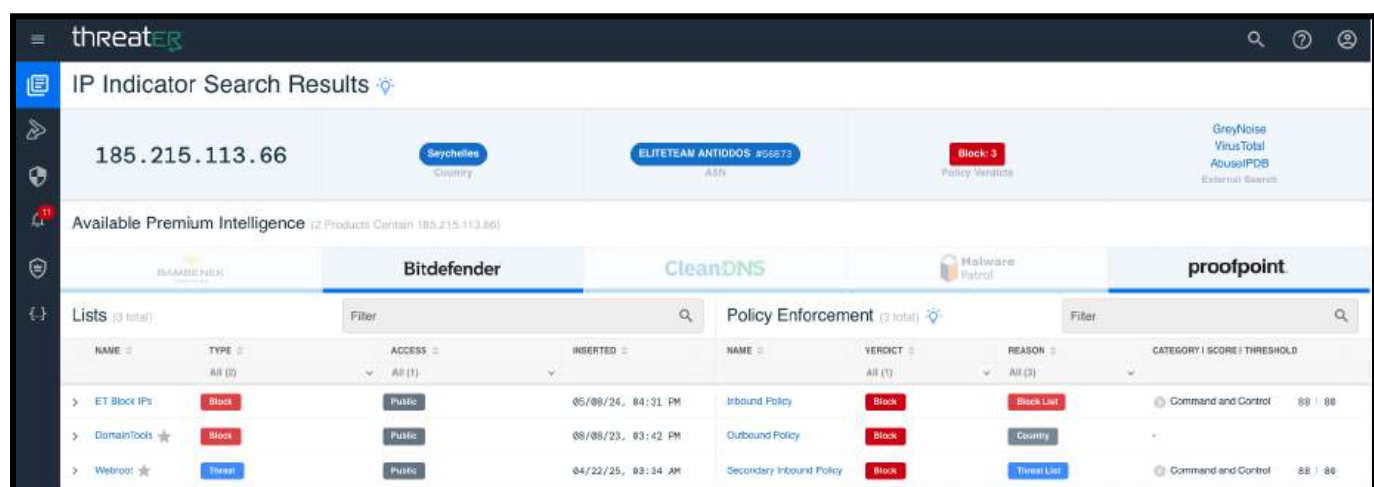 threatER
IP Indicator Search Results
185.215.113.66
Seychelles
Country
ELITETEAM ANTIDDOS #56873
ASN
Block: 3
Policy Verdicts
GreyNoise
VirusTotal
AbuseIPDB
External Search
11
Available Premium Intelligence (2 Products Contain 185.215.113.66)
BAMBENEK
Bitdefender
CleanDNS
Malware
Patrol
proofpoint.
Lists (3 total)
Filter
Policy Enforcement (3 total)
Filter
NAME TYPE ACCESS INSERTED NAME VERDICT REASON CATEGORY | SCORE | THRESHOLD
All (2) All (1) All (1) All (3)
ET Block IPs Block Public 05/08/24, 04:31 PM Inbound Policy Block Block List Command and Control 88 | 80
DomainTools Block Public 08/08/23, 03:42 PM Outbound Policy Block Country -
Webroot Threat Public 04/22/25, 03:34 AM Secondary Inbound Policy Block Threat List Command and Control 88 | 80